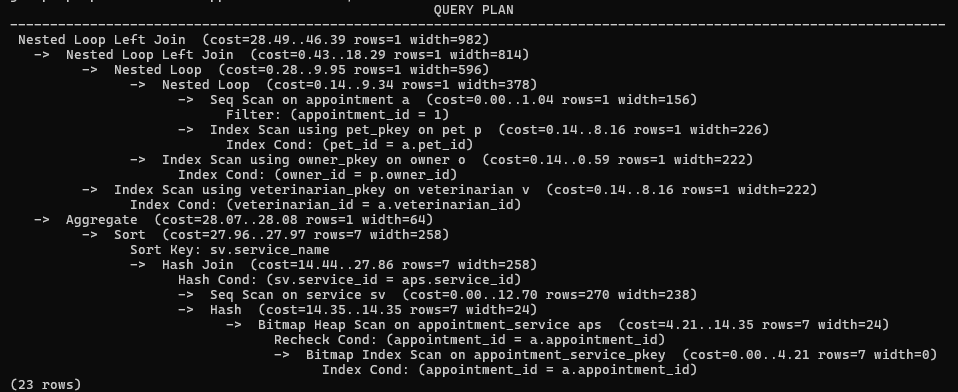 QUERY PLAN
---------------------------------------------------------------------------------------------------------------------
Nested Loop Left Join  (cost=28.49..46.39 rows=1 width=982)
  ->  Nested Loop Left Join  (cost=0.43..18.29 rows=1 width=814)
        ->  Nested Loop  (cost=0.28..9.95 rows=1 width=596)
              ->  Nested Loop  (cost=0.14..9.34 rows=1 width=378)
                    ->  Seq Scan on appointment a  (cost=0.00..1.04 rows=1 width=156)
                          Filter: (appointment_id = 1)
                    ->  Index Scan using pet_pkey on pet p  (cost=0.14..8.16 rows=1 width=226)
                          Index Cond: (pet_id = a.pet_id)
              ->  Index Scan using owner_pkey on owner o  (cost=0.14..0.59 rows=1 width=222)
                    Index Cond: (owner_id = p.owner_id)
        ->  Index Scan using veterinarian_pkey on veterinarian v  (cost=0.14..8.16 rows=1 width=222)
              Index Cond: (veterinarian_id = a.veterinarian_id)
  ->  Aggregate  (cost=28.07..28.08 rows=1 width=64)
        ->  Sort  (cost=27.96..27.97 rows=7 width=258)
              Sort Key: sv.service_name
              ->  Hash Join  (cost=14.44..27.86 rows=7 width=258)
                    Hash Cond: (sv.service_id = aps.service_id)
                    ->  Seq Scan on service sv  (cost=0.00..12.70 rows=270 width=238)
                    ->  Hash  (cost=14.35..14.35 rows=7 width=24)
                          ->  Bitmap Heap Scan on appointment_service aps  (cost=4.21..14.35 rows=7 width=24)
                                Recheck Cond: (appointment_id = a.appointment_id)
                                ->  Bitmap Index Scan on appointment_service_pkey  (cost=0.00..4.21 rows=7 width=0)
                                      Index Cond: (appointment_id = a.appointment_id)
(23 rows)